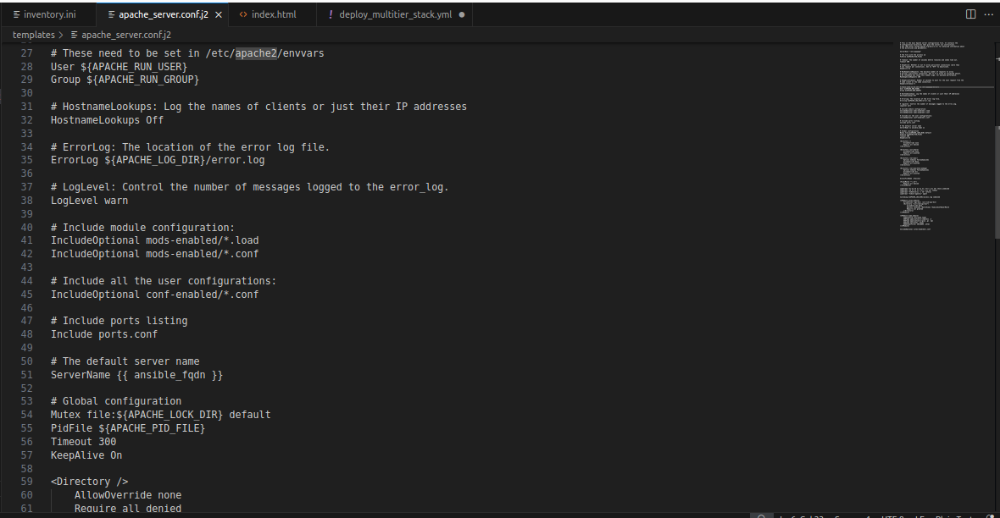 inventory.ini
apache_server.conf.j2
index.html
deploy_multitier_stack.yml
templates > apache_server.conf.j2
27 # These need to be set in /etc/apache2/envvars
28 User ${APACHE_RUN_USER}
29 Group ${APACHE_RUN_GROUP}
30
31 # HostnameLookups: Log the names of clients or just their IP addresses
32 HostnameLookups Off
33
34 # ErrorLog: The location of the error log file.
35 ErrorLog ${APACHE_LOG_DIR}/error.log
36
37 # LogLevel: Control the number of messages logged to the error_log.
38 LogLevel warn
39
40 # Include module configuration:
41 IncludeOptional mods-enabled/*.load
42 IncludeOptional mods-enabled/*.conf
43
44 # Include all the user configurations:
45 IncludeOptional conf-enabled/*.conf
46
47 # Include ports listing
48 Include ports.conf
49
50 # The default server name
51 ServerName {{ ansible_fqdn }}
52
53 # Global configuration
54 Mutex file:${APACHE_LOCK_DIR} default
55 PidFile ${APACHE_PID_FILE}
56 Timeout 300
57 KeepAlive On
58
59 <Directory />
60 AllowOverride none
61 Require all denied